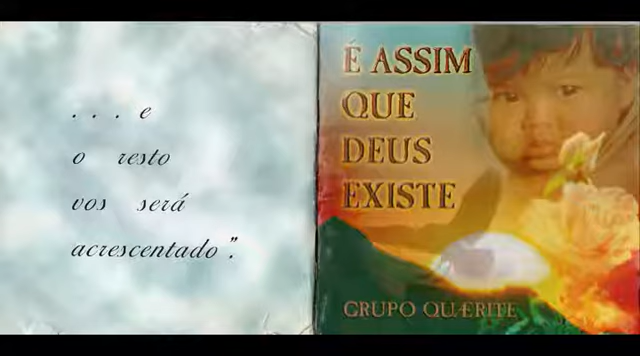 . . . e
o resto
vos será
acrescentado".
É ASSIM
QUE
DEUS
EXISTE
GRUPO QUÆRITE